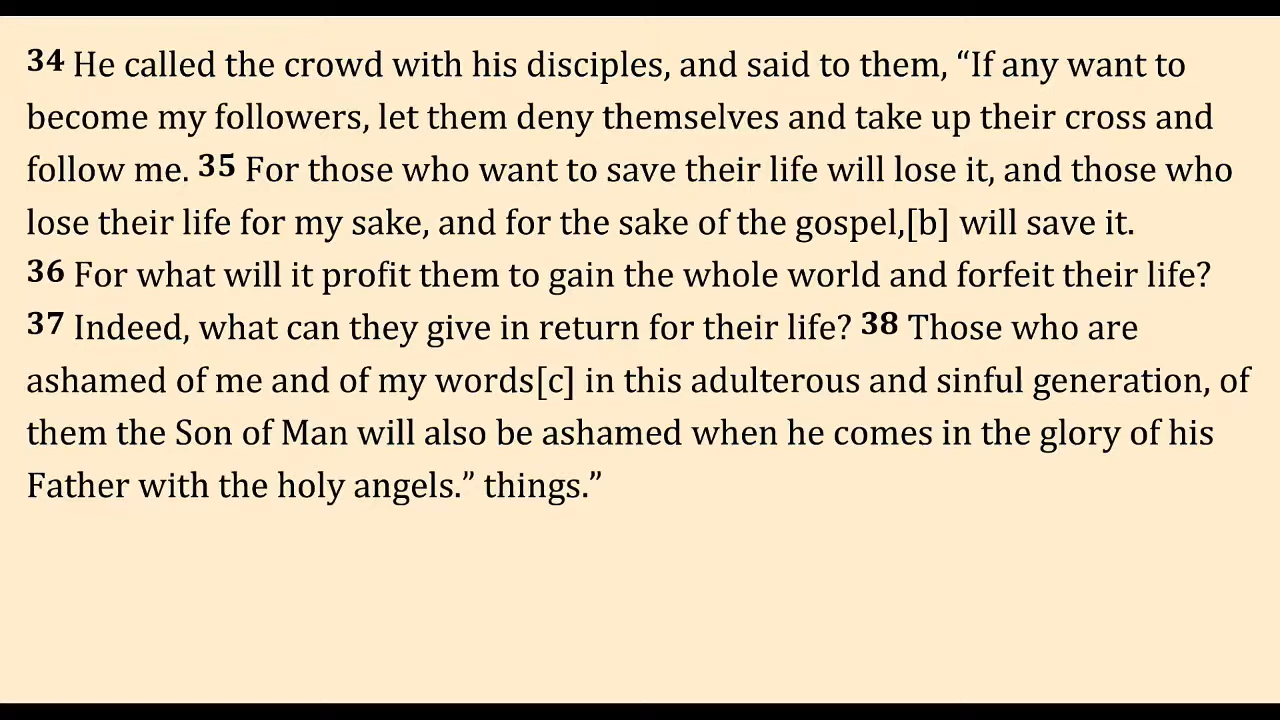 34 He called the crowd with his disciples, and said to them, “If any want to
become my followers, let them deny themselves and take up their cross and
follow me. 35 For those who want to save their life will lose it, and those who
lose their life for my sake, and for the sake of the gospel,[b] will save it.
36 For what will it profit them to gain the whole world and forfeit their life?
37 Indeed, what can they give in return for their life? 38 Those who are
ashamed of me and of my words[c] in this adulterous and sinful generation, of
them the Son of Man will also be ashamed when he comes in the glory of his
Father with the holy angels.” things.”